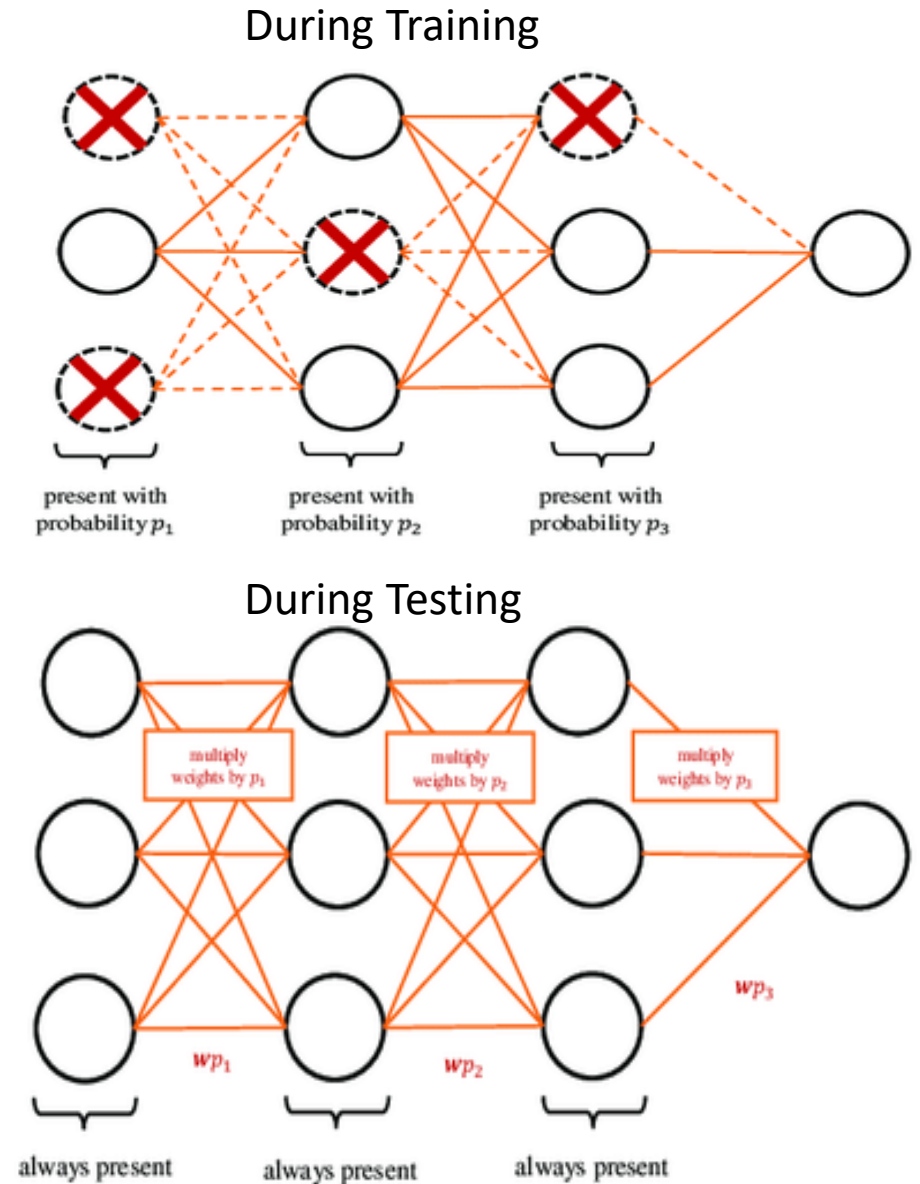 During Training
present with
probability p₁
present with
probability p₂
present with
probability p₃
During Testing
multiply
weights by p₁
multiply
weights by p₂
multiply
weights by p₃
wp₁
wp₂
wp₃
always present
always present
always present